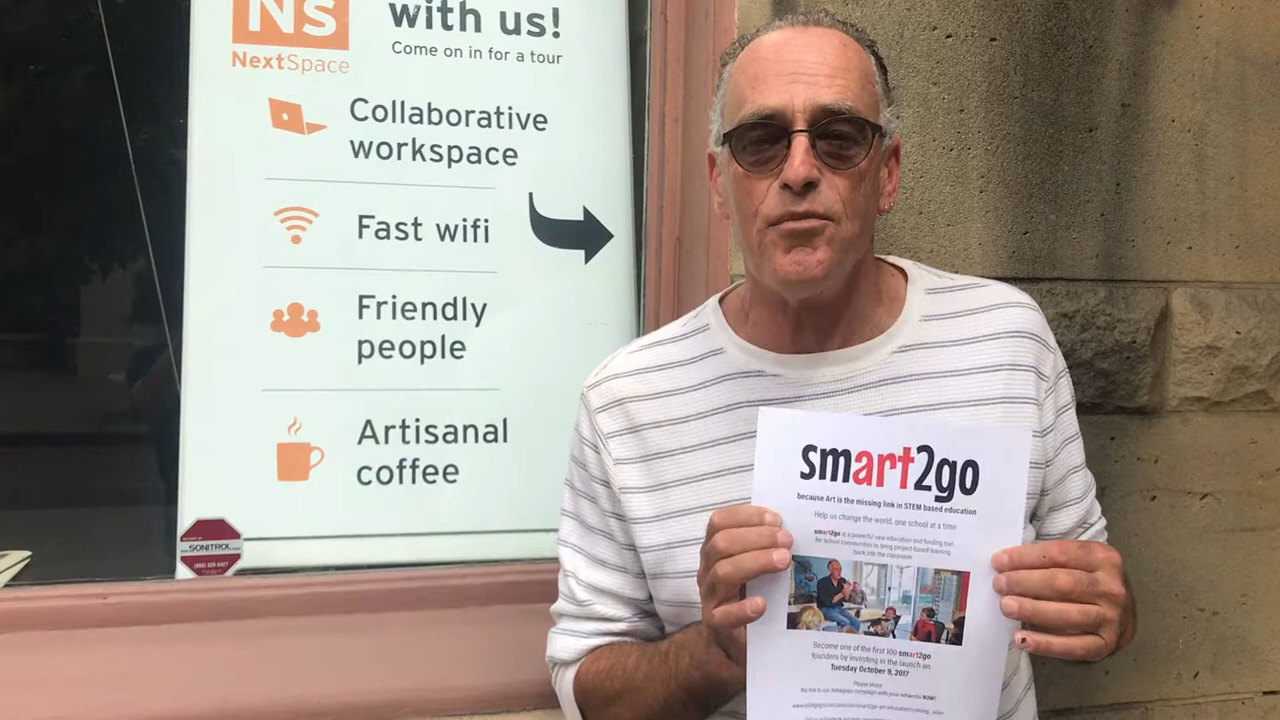 NS
NextSpace
with us!
Come on in for a tour
Collaborative
workspace
Fast wifi
Friendly
people
Artisanal
coffee
SONITROL
smart2go
because Art is the missing link in STEM based education
Help us change the world, one school at a time
smart2go is a powerful new education and funding tool
for school communities to bring project-based learning
back into the classroom
Become one of the first 100 smart2go
founders by investing in the launch on
Tuesday October 9, 2017
Please share